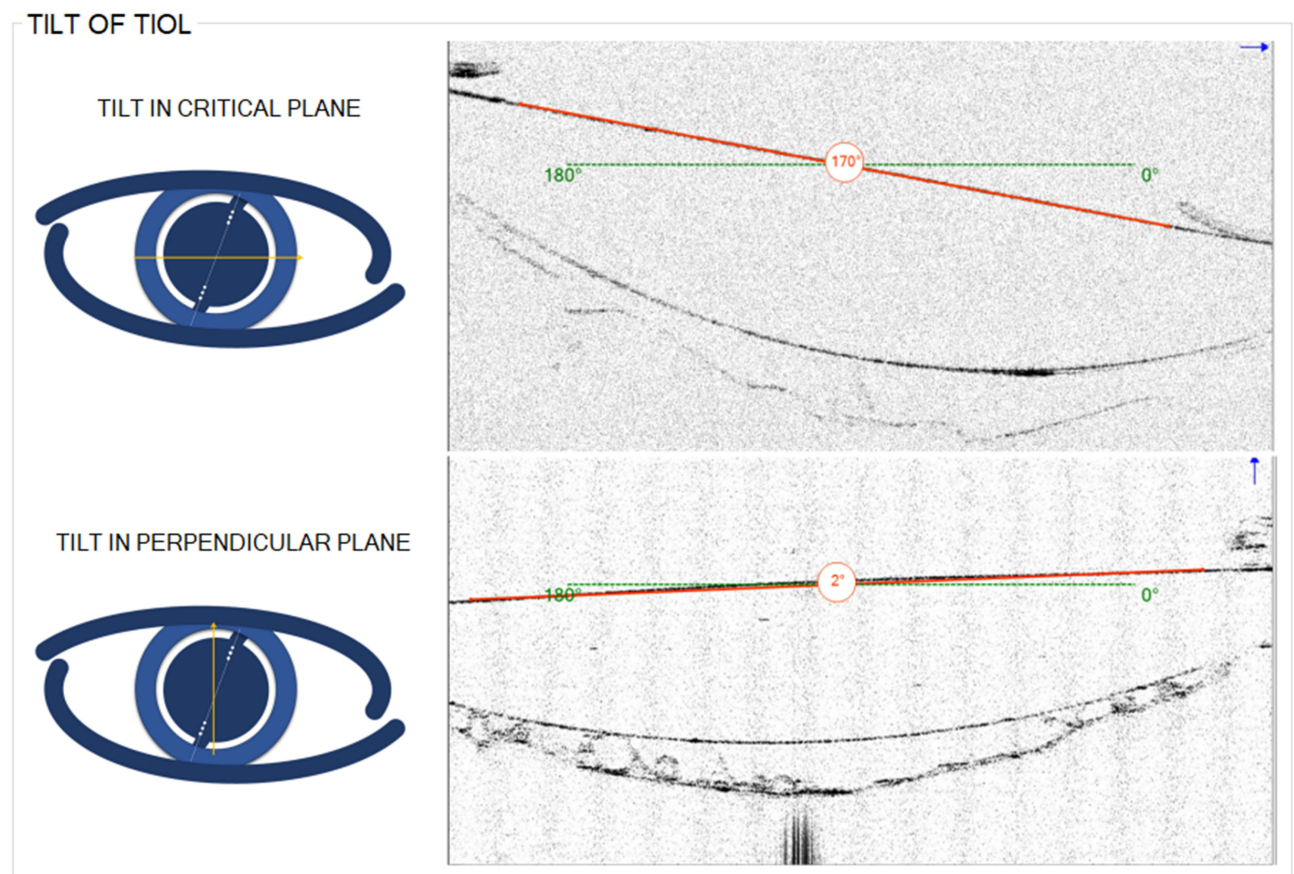 TILT OF TIOL
TILT IN CRITICAL PLANE
170°
180°
0°
TILT IN PERPENDICULAR PLANE
2°
180°
0°